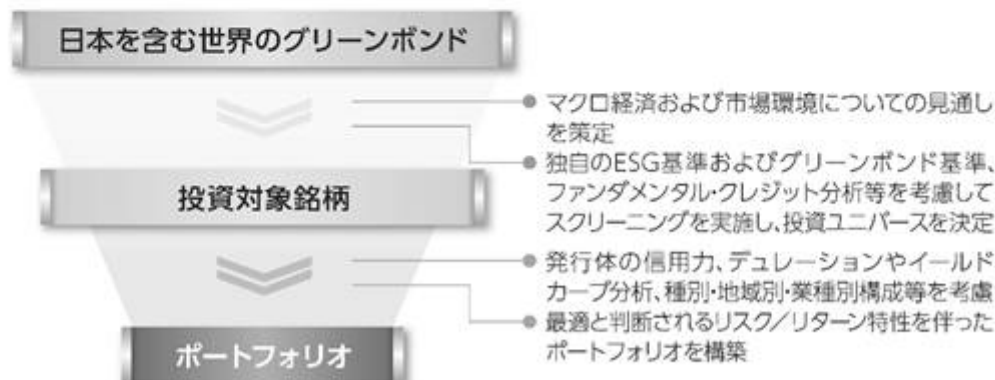 日本を含む世界のグリーンボンド
マクロ経済および市場環境についての見通し
を策定
独自のESG基準およびグリーンボンド基準、
ファンダメンタル・クレジット分析等を考慮して
スクリーニングを実施し、投資ユニバースを決定
投資対象銘柄
発行体の信用力、デュレーションやイールド
カーブ分析、種別・地域別・業種別構成等を考慮
最適と判断されるリスク／リターン特性を伴った
ポートフォリオを構築
ポートフォリオ